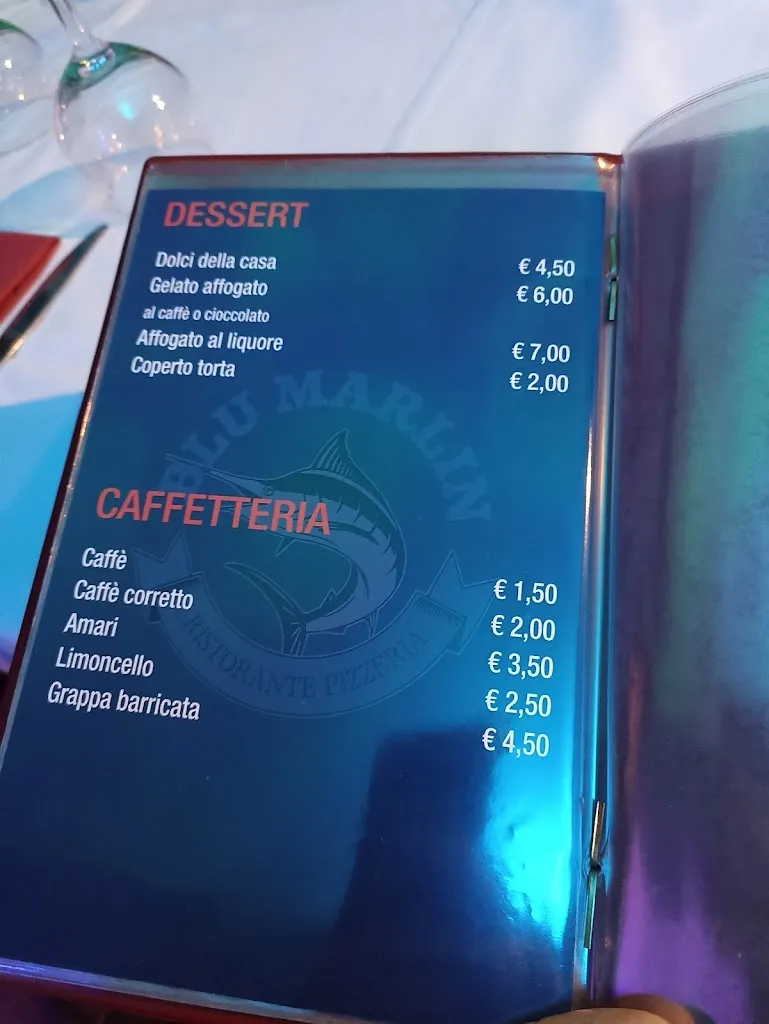 DESSERT
Dolci della casa € 4,50
Gelato affogato € 6,00
al caffè o cioccolato
Affogato al liquore € 7,00
Coperto torta € 2,00
BLU MARLIN
CAFFETTERIA
Caffè € 1,50
Caffè corretto € 2,00
Amari € 3,50
Limoncello € 2,50
Grappa barricata € 4,50
RISTORANTE PIZZERIA